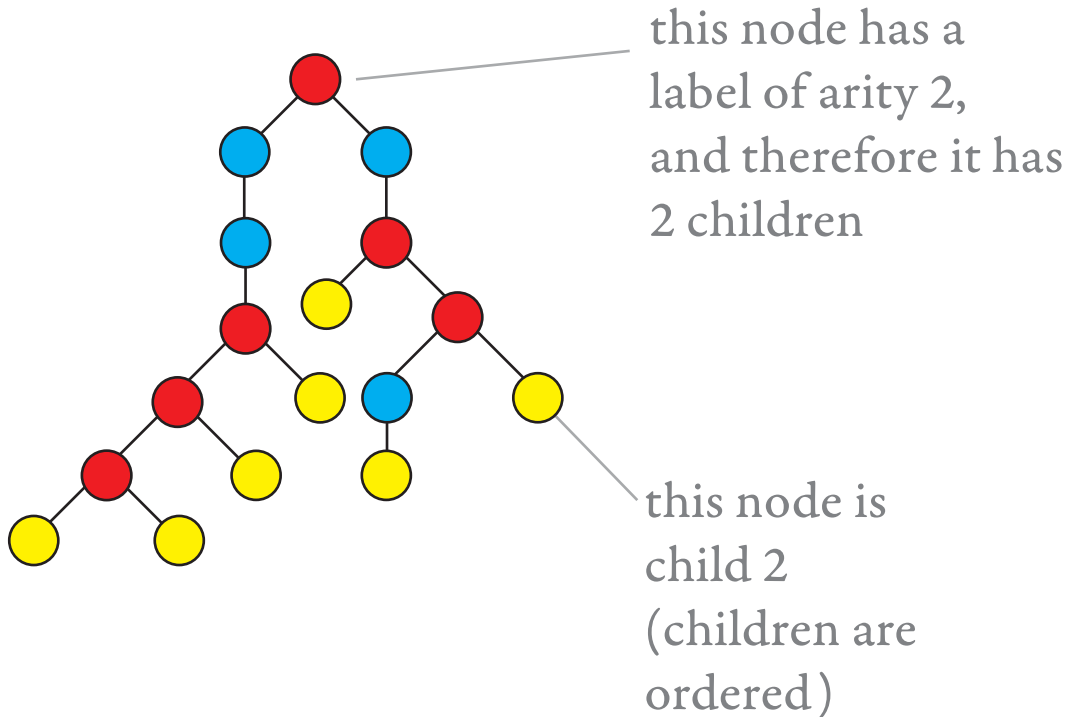 this node has a
label of arity 2,
and therefore it has
2 children
this node is
child 2
(children are
ordered)